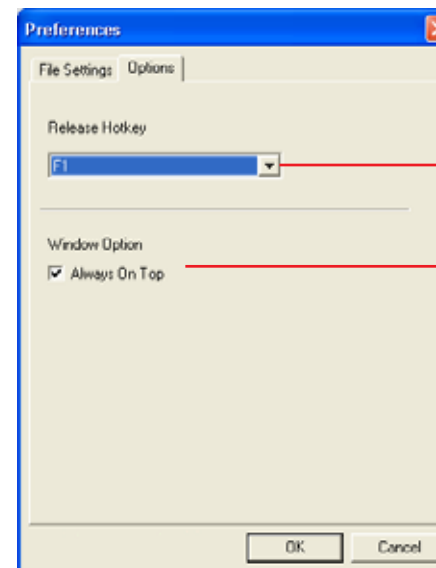 Preferences
File Settings Options
Release Hotkey
F1
Window Option
Always On Top
OK Cancel